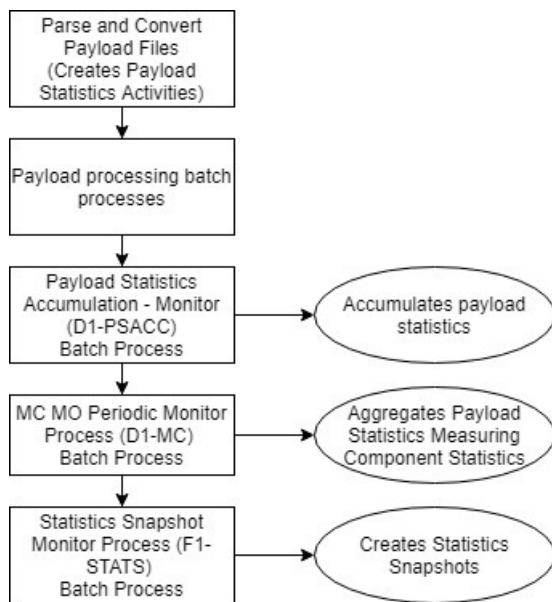 Parse and Convert
Payload Files
(Creates Payload
Statistics Activities)
Payload processing batch
processes
Payload Statistics
Accumulation - Monitor
(D1-PSACC)
Batch Process
Accumulates payload
statistics
MC MO Periodic Monitor
Process (D1-MC)
Batch Process
Aggregates Payload
Statistics Measuring
Component Statistics
Statistics Snapshot
Monitor Process (F1-
STATS)
Batch Process
Creates Statistics
Snapshots